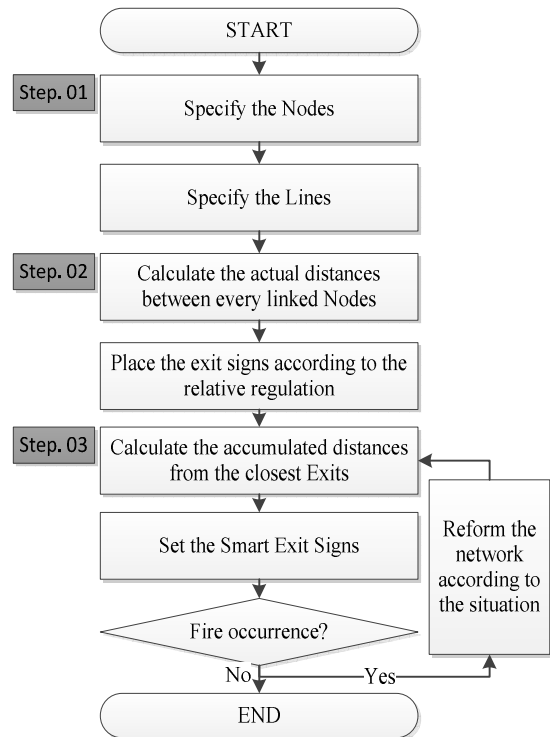 START
Step. 01
Specify the Nodes
Specify the Lines
Step. 02
Calculate the actual distances
between every linked Nodes
Place the exit signs according to the
relative regulation
Step. 03
Calculate the accumulated distances
from the closest Exits
Set the Smart Exit Signs
Reform the
network
according to
the situation
Fire occurrence?
No
Yes
END